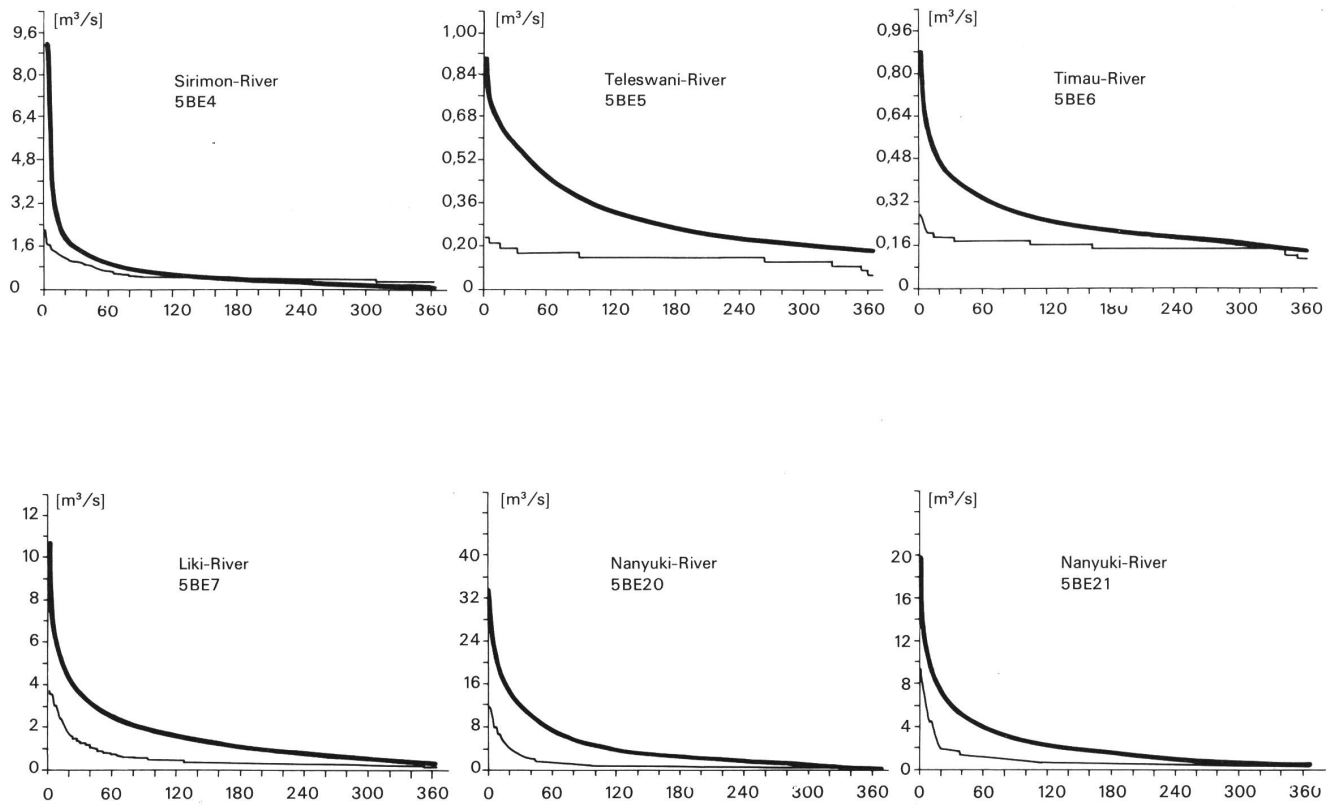 [m³/s]
9,6
8,0
6,4
4,8
3,2
1,6
0
Sirimon-River
5BE4
0 60 120 180 240 300 360
[m³/s]
1,00
0,84
0,68
0,52
0,36
0,20
0
Teleswani-River
5BE5
0 60 120 180 240 300 360
[m³/s]
0,96
0,80
0,64
0,48
0,32
0,16
0
Timau-River
5BE6
0 60 120 180 240 300 360
[m³/s]
12
10
8
6
4
2
0
Liki-River
5BE7
0 60 120 180 240 300 360
[m³/s]
40
32
24
16
8
0
Nanyuki-River
5BE20
0 60 120 180 240 300 360
[m³/s]
20
16
12
8
4
0
Nanyuki-River
5BE21
0 60 120 180 240 300 360